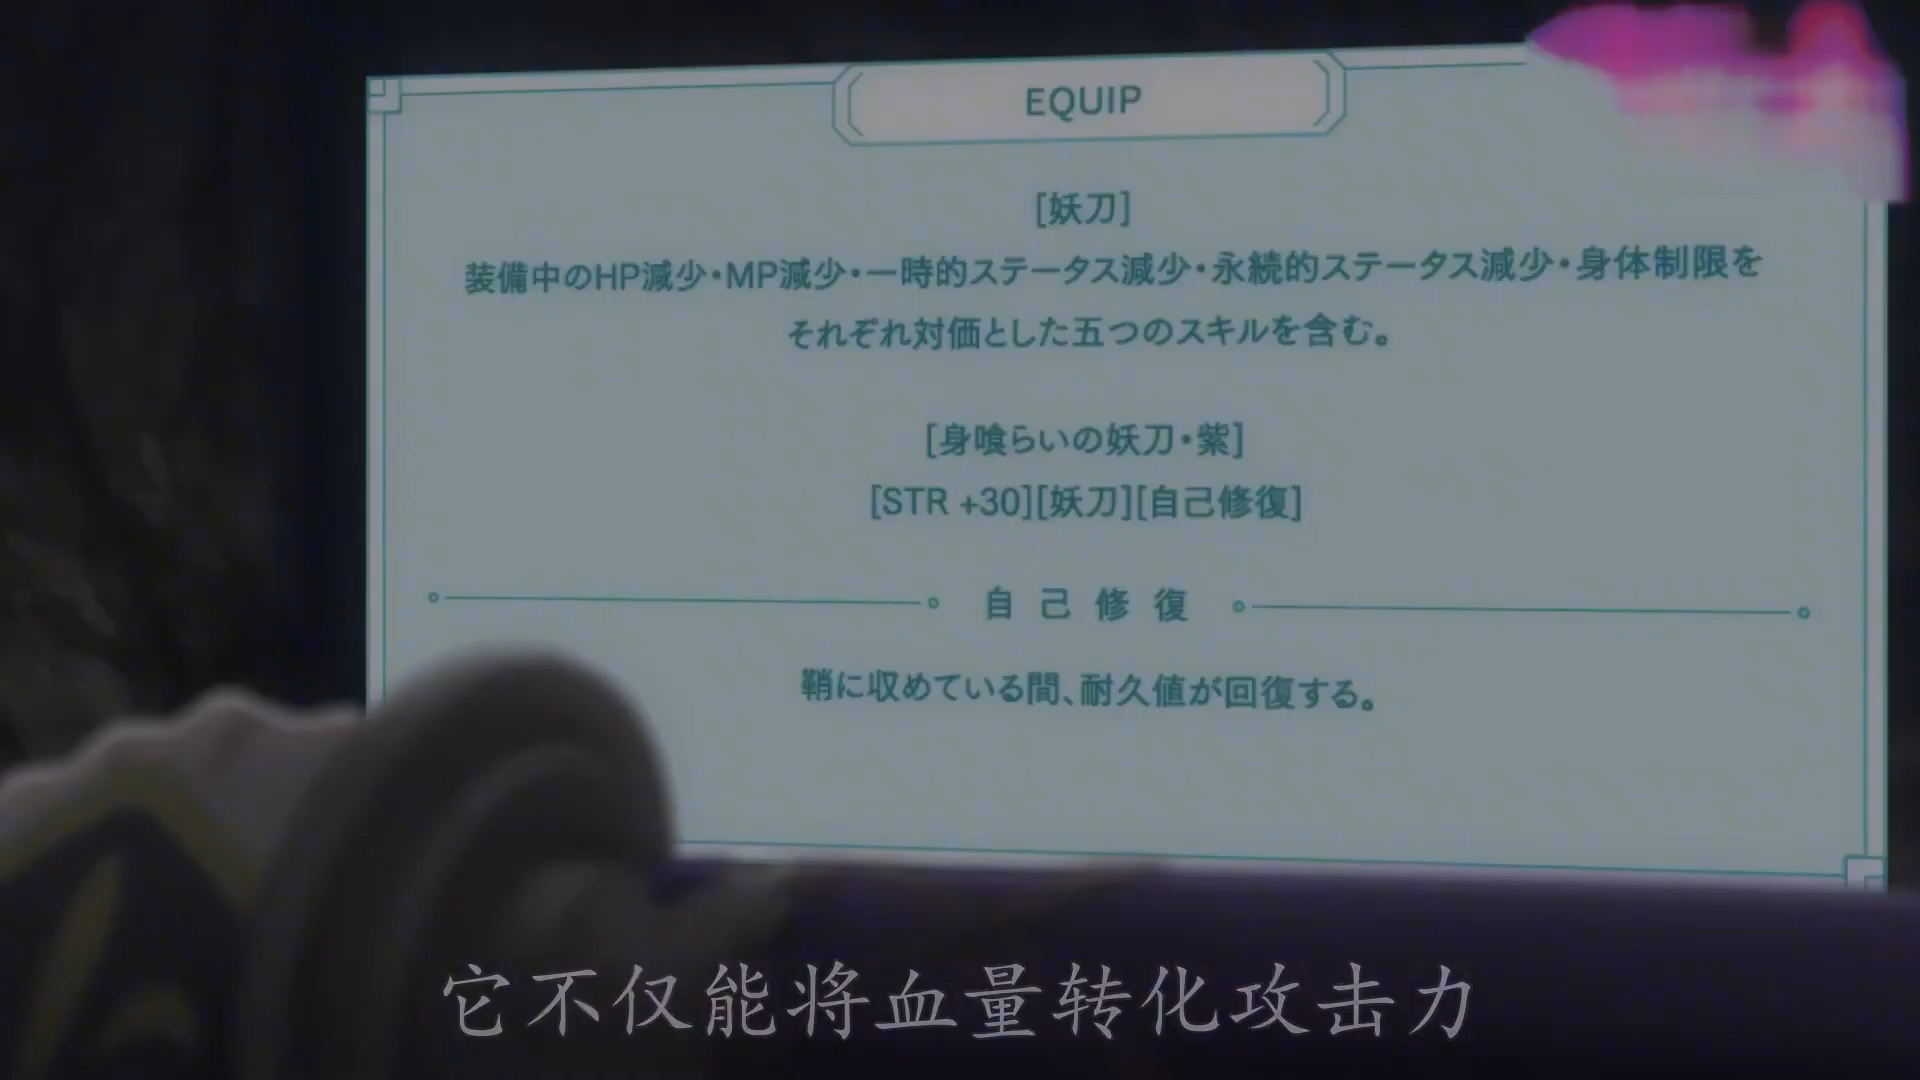 EQUIP
[妖刀]
装備中のHP減少・MP減少・一時的ステータス減少・永続的ステータス減少・身体制限を
それぞれ対価とした五つのスキルを含む。
[身喰らいの妖刀・紫]
[STR +30][妖刀][自己修復]
自己修復
鞘に収めている間、耐久値が回復する。
它不仅能将血量转化攻击力